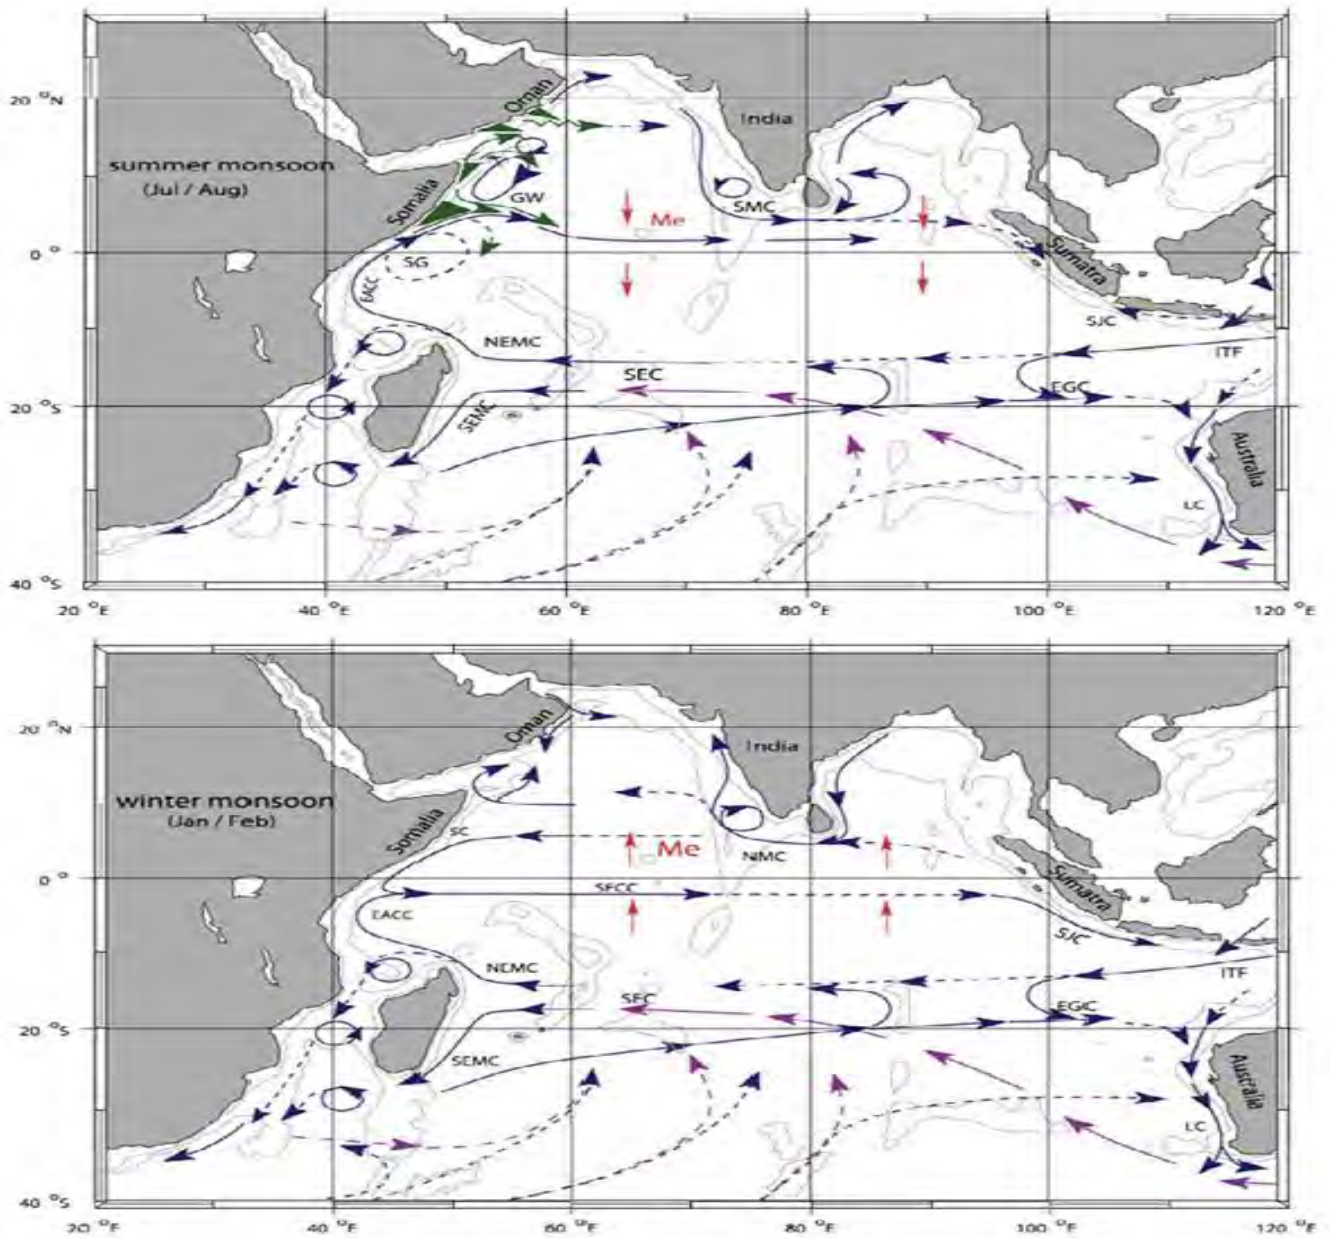 20 °N
Oman
India
summer monsoon
(Jul / Aug)
Somalia
GW
SMC
Me
0 °
SG
Sumatra
EACC
SJC
NEMC
ITF
SEC
EGC
20 °S
SEMC
Australia
LC
40 °S
20 °E 40 °E 60 °E 80 °E 100 °E 120 °E
20 °N
Oman
India
winter monsoon
(Jan / Feb)
Somalia
SC
Me
NMC
0 °
SECC
Sumatra
EACC
SJC
NEMC
ITF
SEC
EGC
20 °S
SEMC
Australia
LC
40 °S
20 °E 40 °E 60 °E 80 °E 100 °E 120 °E